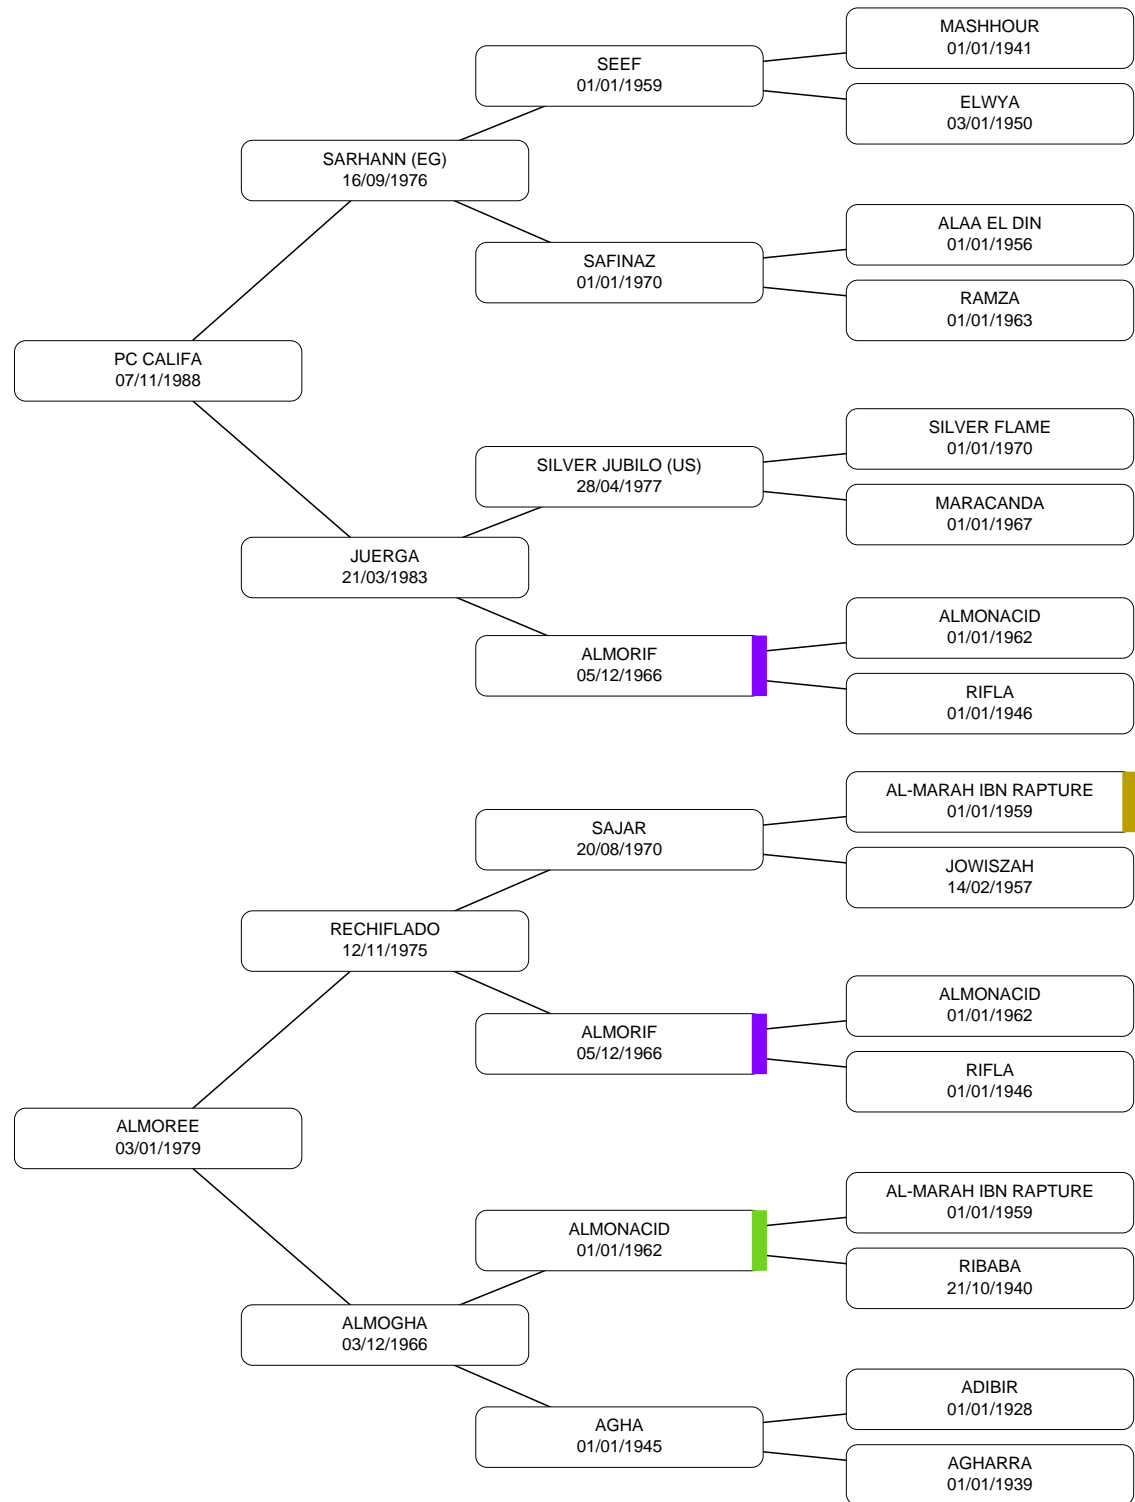 MASHHOUR
01/01/1941
SEEF
01/01/1959
ELWYA
03/01/1950
SARHANN (EG)
16/09/1976
ALAA EL DIN
01/01/1956
SAFINAZ
01/01/1970
RAMZA
01/01/1963
PC CALIFA
07/11/1988
SILVER FLAME
01/01/1970
SILVER JUBILO (US)
28/04/1977
MARACANDA
01/01/1967
JUERGA
21/03/1983
ALMONACID
01/01/1962
ALMORIF
05/12/1966
RIFLA
01/01/1946
AL-MARAH IBN RAPTURE
01/01/1959
SAJAR
20/08/1970
JOWISZAH
14/02/1957
RECHIFLADO
12/11/1975
ALMONACID
01/01/1962
ALMORIF
05/12/1966
RIFLA
01/01/1946
ALMOREE
03/01/1979
AL-MARAH IBN RAPTURE
01/01/1959
ALMONACID
01/01/1962
RIBABA
21/10/1940
ALMOGHA
03/12/1966
ADIBIR
01/01/1928
AGHA
01/01/1945
AGHARRA
01/01/1939